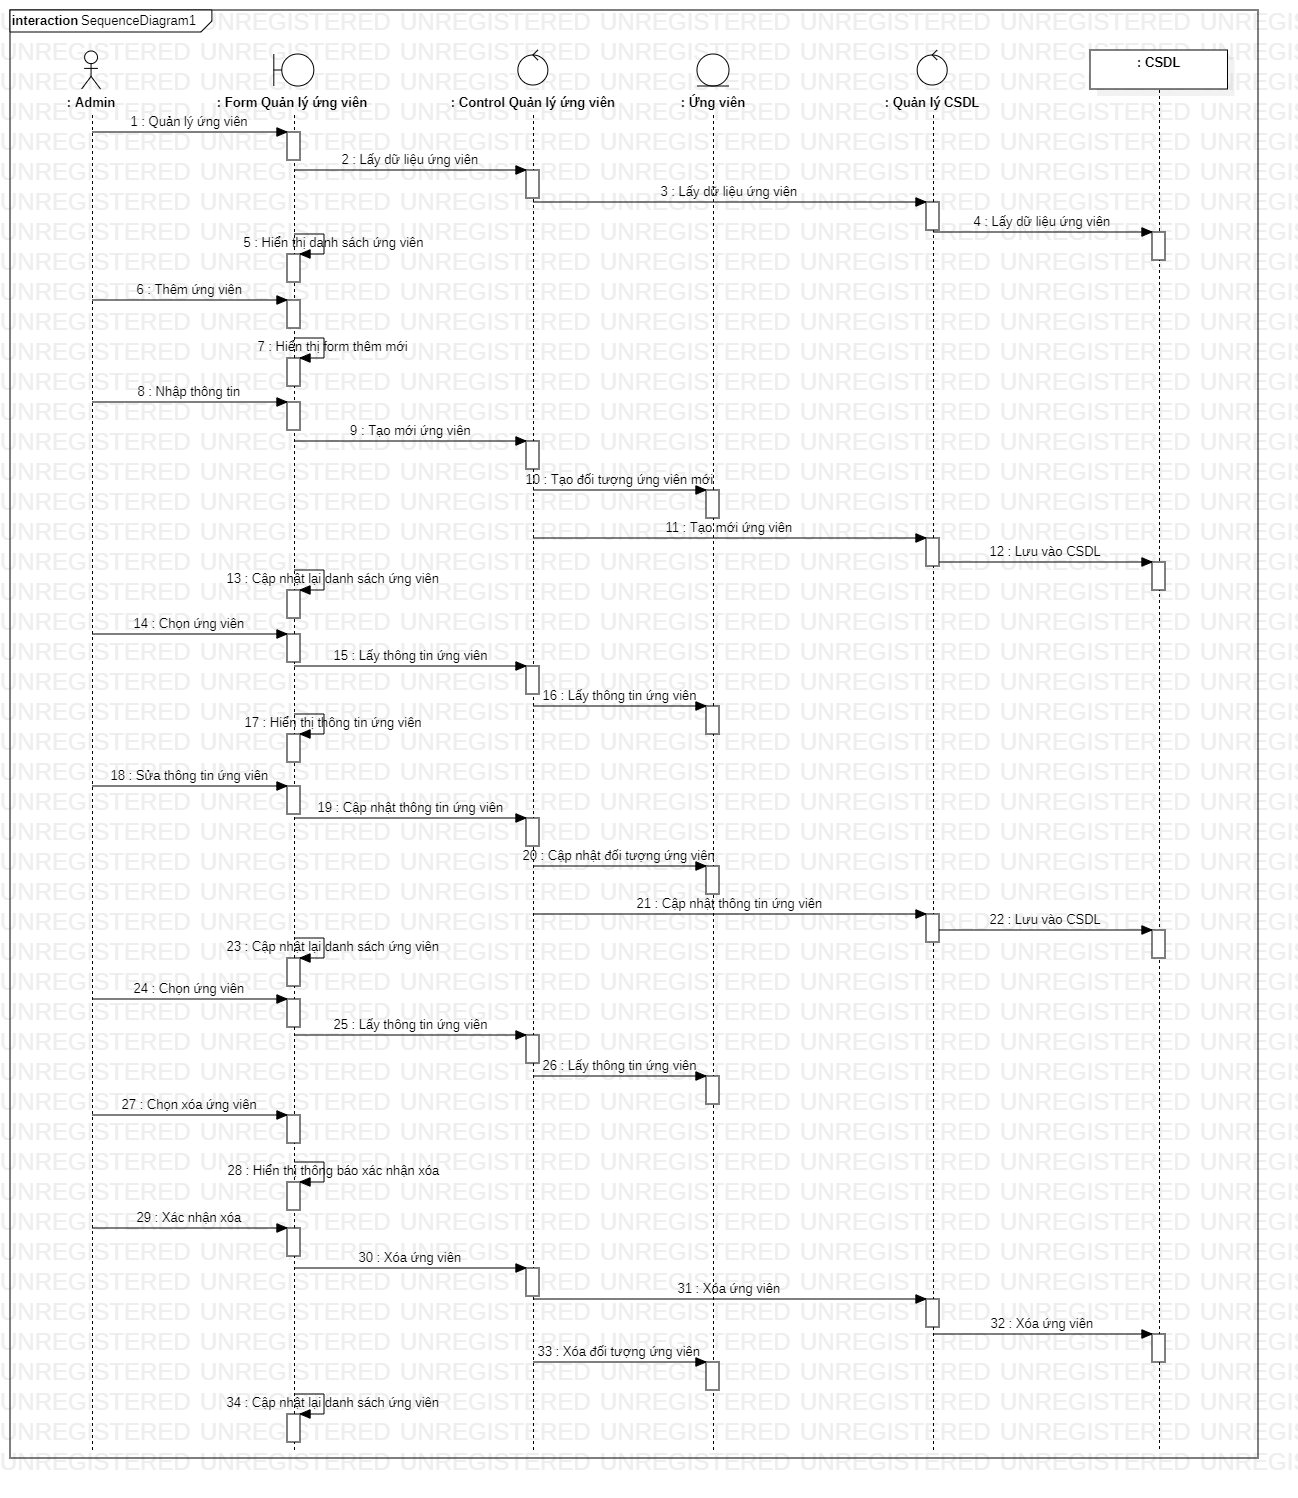 interaction SequenceDiagram1
: Admin
: Form Quản lý ứng viên
: Control Quản lý ứng viên
: Ứng viên
: Quản lý CSDL
: CSDL
1 : Quản lý ứng viên
2 : Lấy dữ liệu ứng viên
3 : Lấy dữ liệu ứng viên
4 : Lấy dữ liệu ứng viên
5 : Hiển thị danh sách ứng viên
6 : Thêm ứng viên
7 : Hiển thị form thêm mới
8 : Nhập thông tin
9 : Tạo mới ứng viên
10 : Tạo đối tượng ứng viên mới
11 : Tạo mới ứng viên
12 : Lưu vào CSDL
13 : Cập nhật lại danh sách ứng viên
14 : Chọn ứng viên
15 : Lấy thông tin ứng viên
16 : Lấy thông tin ứng viên
17 : Hiển thị thông tin ứng viên
18 : Sửa thông tin ứng viên
19 : Cập nhật thông tin ứng viên
20 : Cập nhật đối tượng ứng viên
21 : Cập nhật thông tin ứng viên
22 : Lưu vào CSDL
23 : Cập nhật lại danh sách ứng viên
24 : Chọn ứng viên
25 : Lấy thông tin ứng viên
26 : Lấy thông tin ứng viên
27 : Chọn xóa ứng viên
28 : Hiển thị thông báo xác nhận xóa
29 : Xác nhận xóa
30 : Xóa ứng viên
31 : Xóa ứng viên
32 : Xóa ứng viên
33 : Xóa đối tượng ứng viên
34 : Cập nhật lại danh sách ứng viên
UNREGISTERED